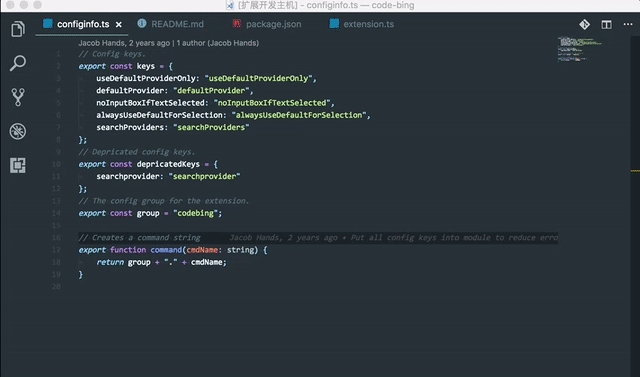 [扩展开发主机] - configinfo.ts — code-bing
configinfo.ts README.md package.json extension.ts
Jacob Hands, 2 years ago | 1 author (Jacob Hands)
1 // Config keys.
2 export const keys = {
3 useDefaultProviderOnly: "useDefaultProviderOnly",
4 defaultProvider: "defaultProvider",
5 noInputBoxIfTextSelected: "noInputBoxIfTextSelected",
6 alwaysUseDefaultForSelection: "alwaysUseDefaultForSelection",
7 searchProviders: "searchProviders"
8 };
9 // Depricated config keys.
10 export const depricatedKeys = {
11 searchprovider: "searchprovider"
12 };
13 // The config group for the extension.
14 export const group = "codebing";
15
16 // Creates a command string Jacob Hands, 2 years ago • Put all config keys into module to reduce erro
17 export function command(cmdName: string) {
18 return group + "." + cmdName;
19 }
20